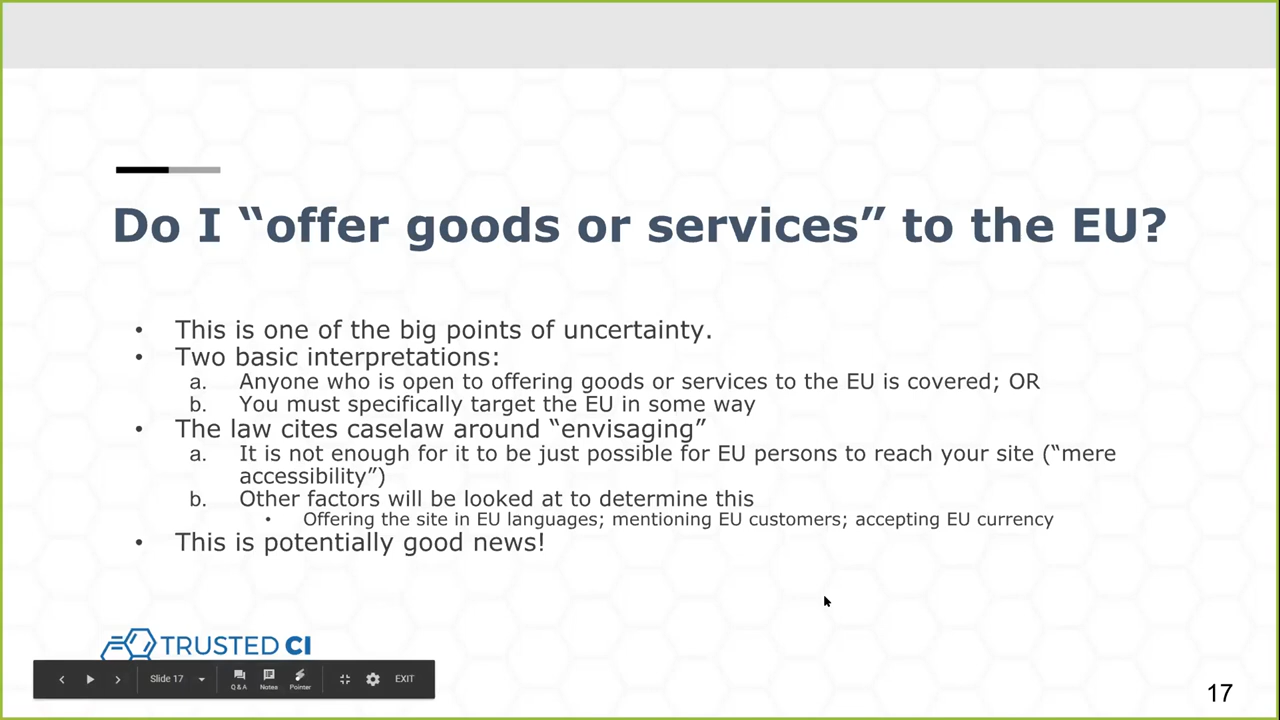 Do I “offer goods or services” to the EU?
• This is one of the big points of uncertainty.
• Two basic interpretations:
a. Anyone who is open to offering goods or services to the EU is covered; OR
b. You must specifically target the EU in some way
• The law cites caselaw around “envisaging”
a. It is not enough for it to be just possible for EU persons to reach your site (“mere
accessibility”)
b. Other factors will be looked at to determine this
• Offering the site in EU languages; mentioning EU customers; accepting EU currency
• This is potentially good news!
TRUSTED CI
Slide 17
Q & A
Notes
Pointer
EXIT
17